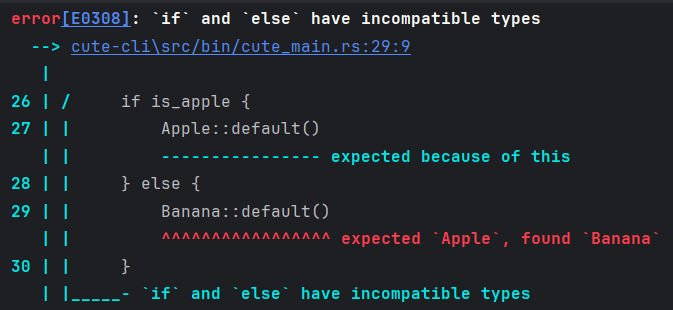 error[E0308]: `if` and `else` have incompatible types
  --> cute-cli\src/bin/cute_main.rs:29:9
   |
26 | /     if is_apple {
27 | |         Apple::default()
   | |         ---------------- expected because of this
28 | |     } else {
29 | |         Banana::default()
   | |         ^^^^^^^^^^^^^^^^^ expected `Apple`, found `Banana`
30 | |     }
   | |_____- `if` and `else` have incompatible types